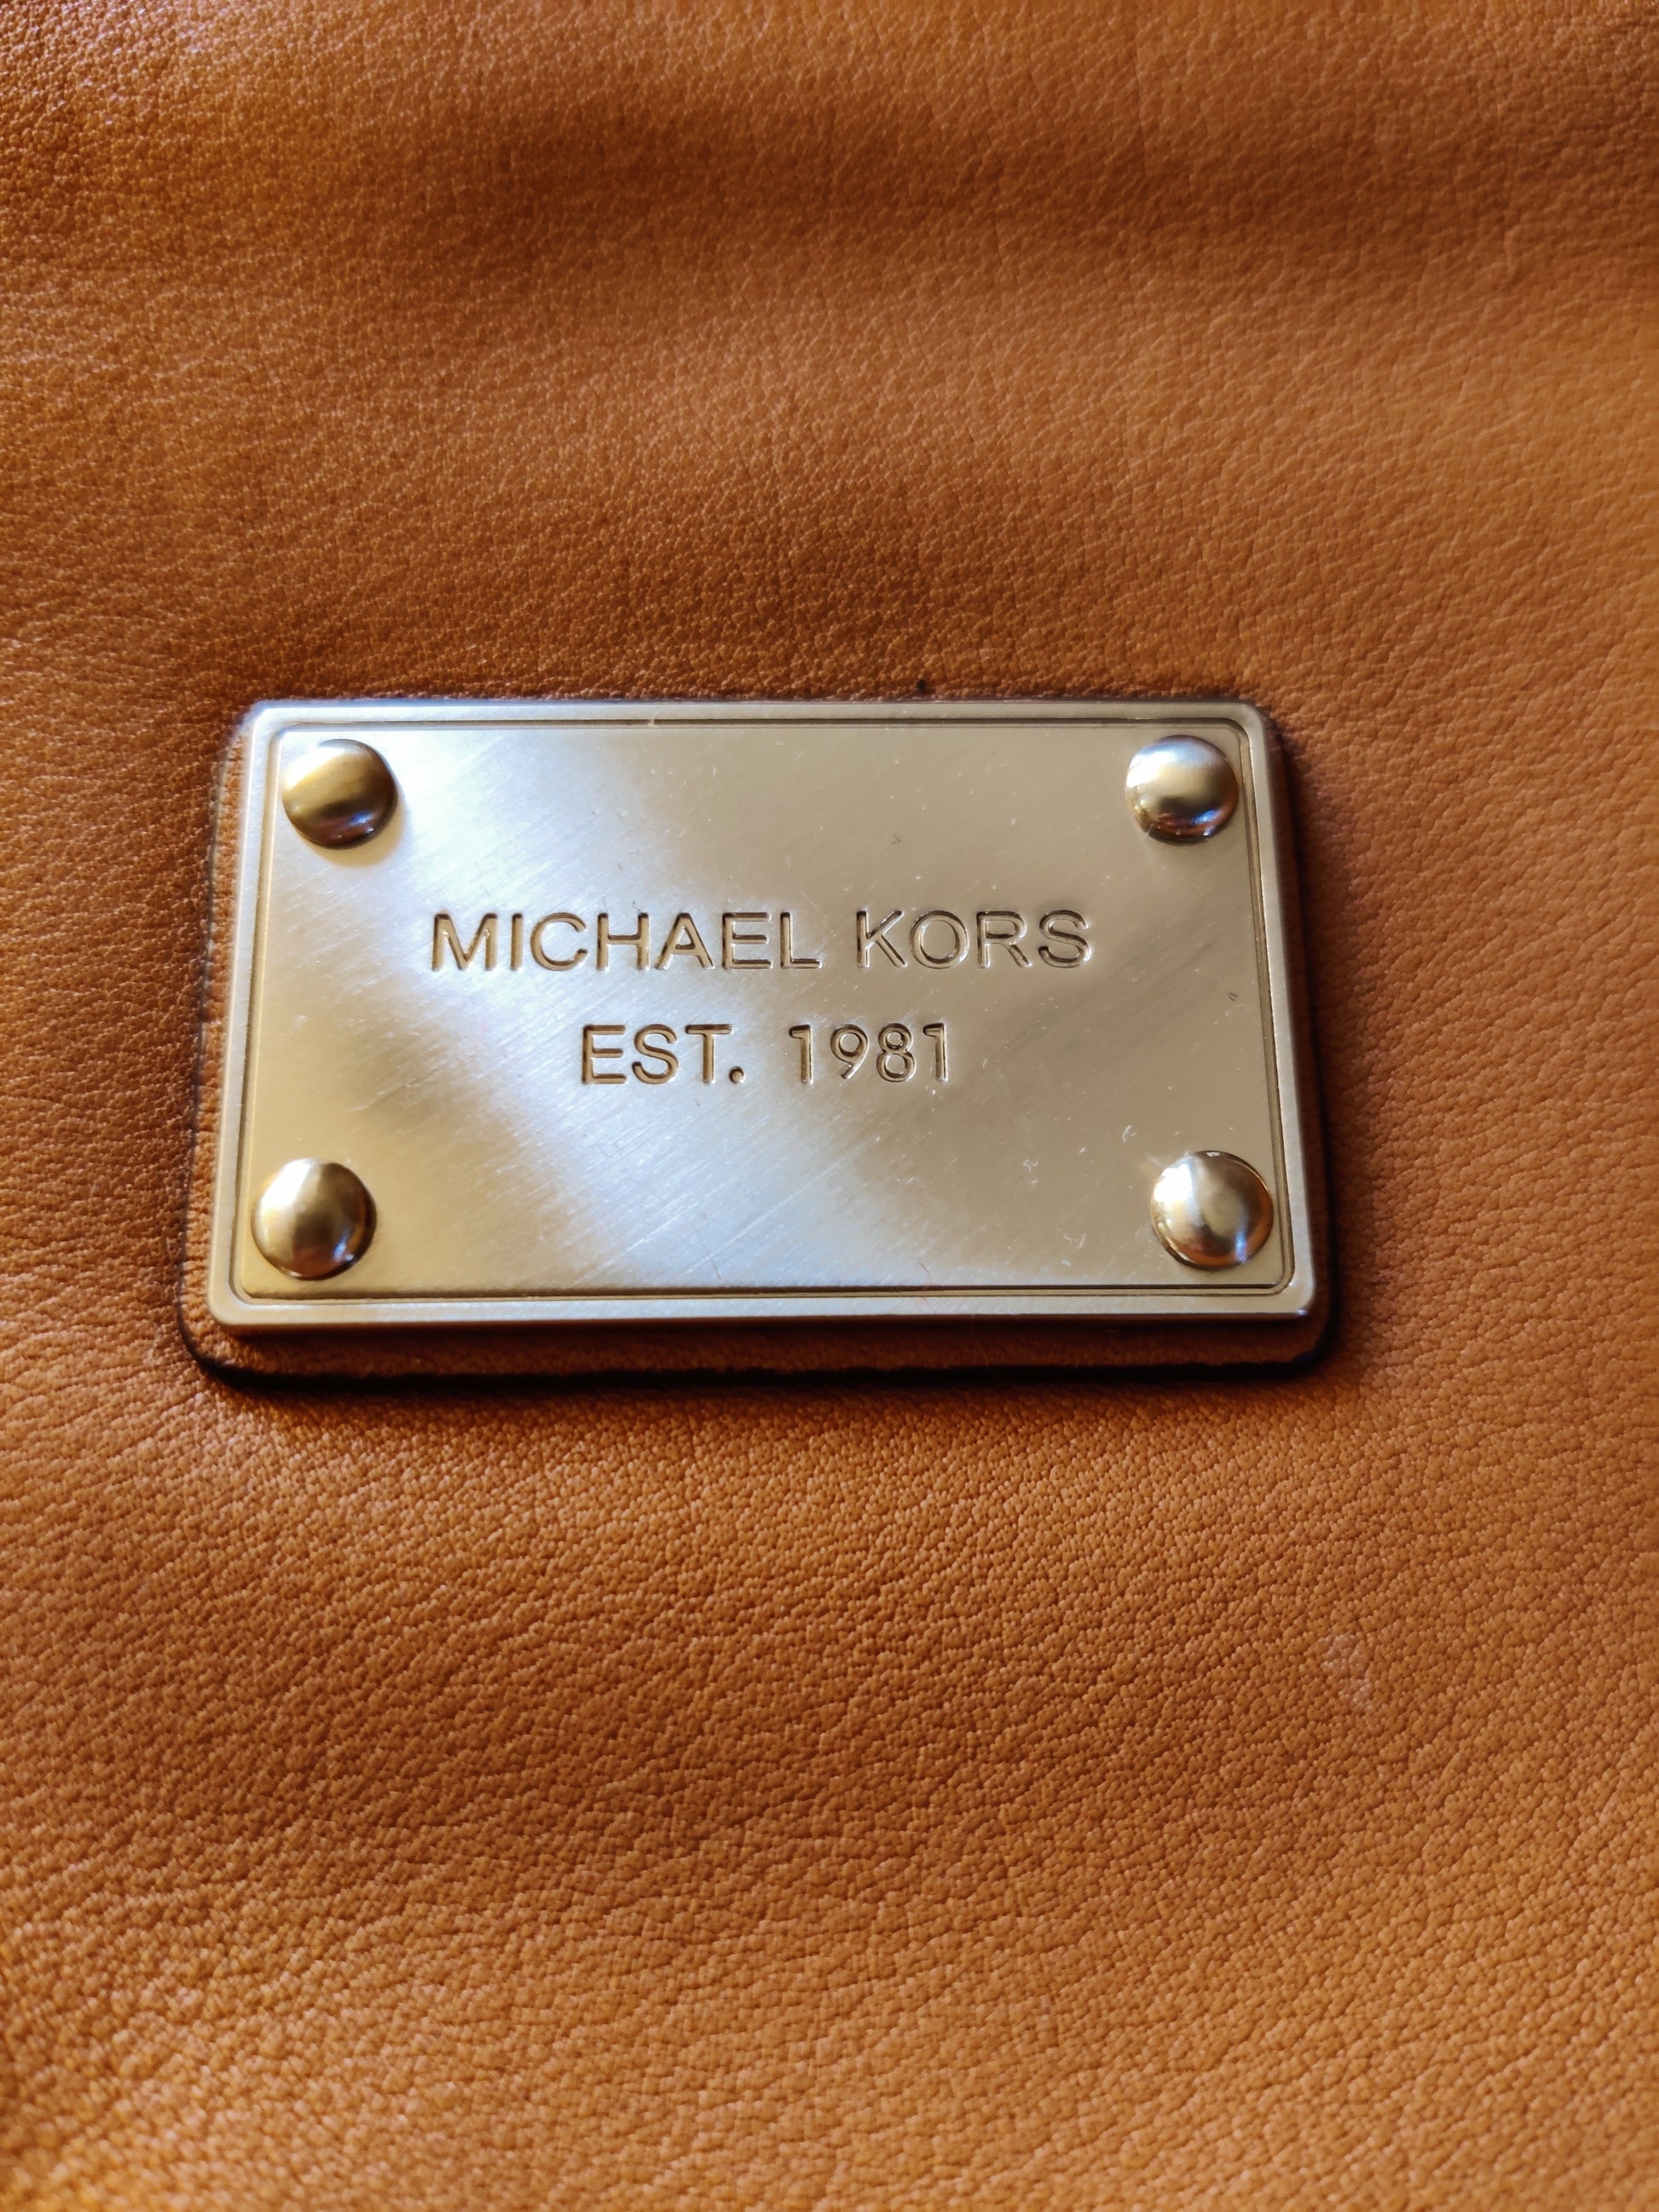 MICHAEL KORS
EST. 1981